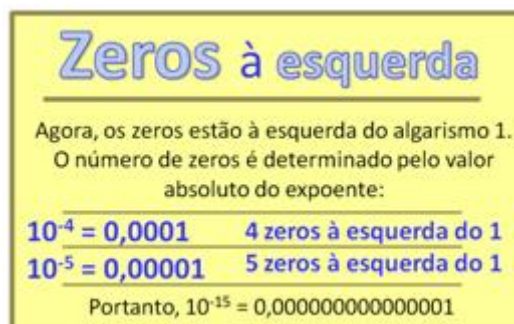 Zeros à esquerda
Agora, os zeros estão à esquerda do algarismo 1.
O número de zeros é determinado pelo valor
absoluto do expoente:
10⁻⁴ = 0,0001 4 zeros à esquerda do 1
10⁻⁵ = 0,00001 5 zeros à esquerda do 1
Portanto, 10⁻¹⁵ = 0,000000000000001